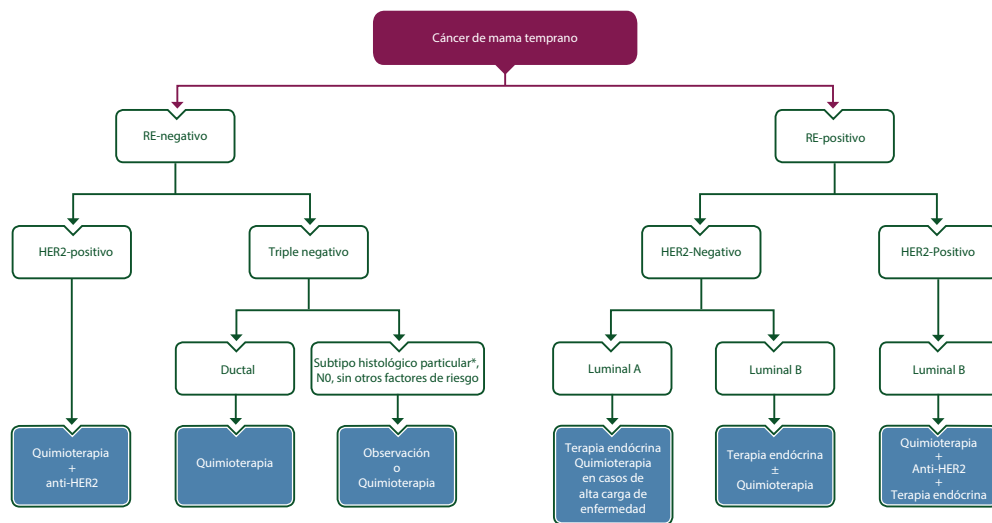 Cáncer de mama temprano
RE-negativo
RE-positivo
HER2-positivo
Triple negativo
HER2-Negativo
HER2-Positivo
Ductal
Subtipo histológico particular*,
N0, sin otros factores de riesgo
Luminal A
Luminal B
Luminal B
Quimioterapia
+
anti-HER2
Quimioterapia
Observación
o
Quimioterapia
Terapia endócrina
Quimioterapia
en casos de
alta carga de
enfermedad
Terapia endócrina
±
Quimioterapia
Quimioterapia
+
Anti-HER2
+
Terapia endócrina